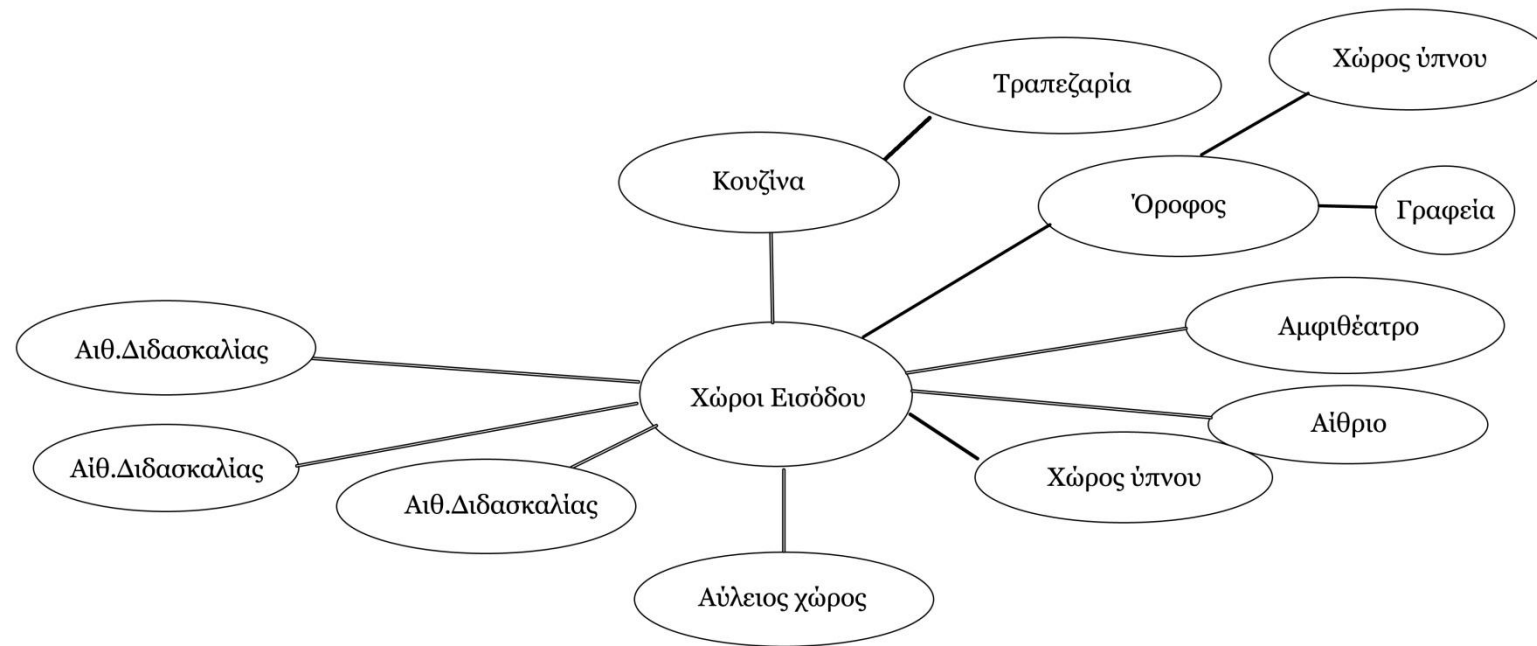 Χώρος ύπνου
Τραπεζαρία
Κουζίνα
Όροφος
Γραφεία
Αμφιθέατρο
Αιθ.Διδασκαλίας
Χώροι Εισόδου
Αίθριο
Αίθ.Διδασκαλίας
Χώρος ύπνου
Αιθ.Διδασκαλίας
Αύλειος χώρος